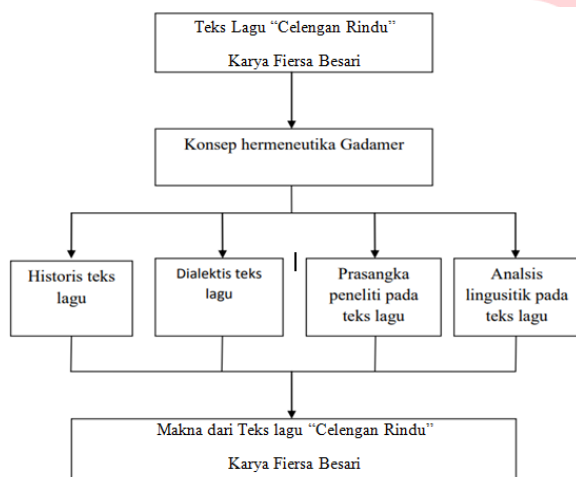 Teks Lagu “Celengan Rindu”
Karya Fiersa Besari
Konsep hermeneutika Gadamer
Historis teks
lagu
Dialektis teks
lagu
Prasangka
peneliti pada
teks lagu
Analsis
lingusitik pada
teks lagu
Makna dari Teks lagu “Celengan Rindu”
Karya Fiersa Besari